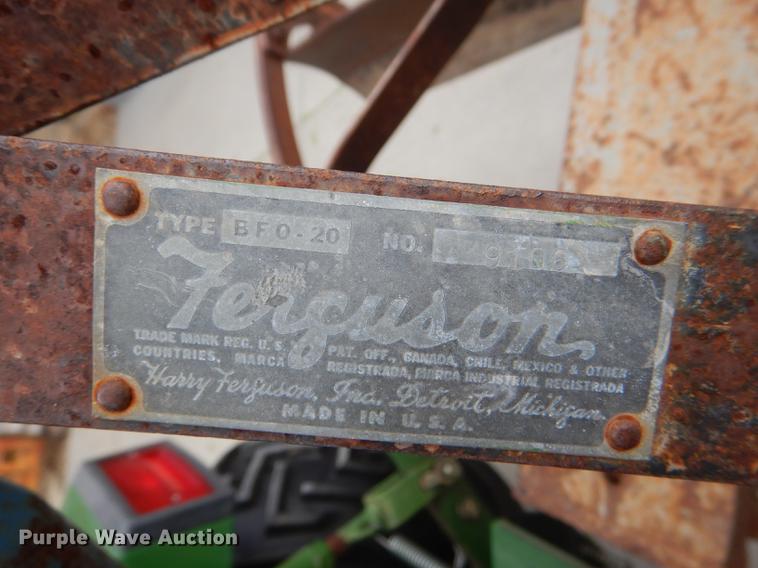 TYPE BFO-20 NO.
Ferguson
TRADE MARK REG. U. S. PAT. OFF., CANADA, CHILE, MEXICO & OTHER
COUNTRIES, MARCA REGISTRADA, MARCA INDUSTRIAL REGISTRADA
Harry Ferguson, Inc. Detroit, Michigan
MADE IN U.S.A.
Purple Wave Auction